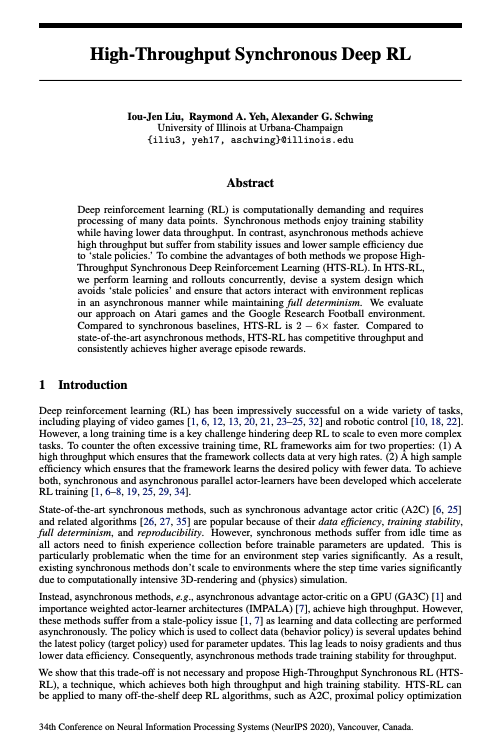 High-Throughput Synchronous Deep RL
Iou-Jen Liu, Raymond A. Yeh, Alexander G. Schwing
University of Illinois at Urbana-Champaign
{iliu3, yeh17, aschwing}@illinois.edu
Abstract
Deep reinforcement learning (RL) is computationally demanding and requires
processing of many data points. Synchronous methods enjoy training stability
while having lower data throughput. In contrast, asynchronous methods achieve
high throughput but suffer from stability issues and lower sample efficiency due
to ‘stale policies.’ To combine the advantages of both methods we propose High-
Throughput Synchronous Deep Reinforcement Learning (HTS-RL). In HTS-RL,
we perform learning and rollouts concurrently, devise a system design which
avoids ‘stale policies’ and ensure that actors interact with environment replicas
in an asynchronous manner while maintaining full determinism. We evaluate
our approach on Atari games and the Google Research Football environment.
Compared to synchronous baselines, HTS-RL is 2 − 6× faster. Compared to
state-of-the-art asynchronous methods, HTS-RL has competitive throughput and
consistently achieves higher average episode rewards.
1 Introduction
Deep reinforcement learning (RL) has been impressively successful on a wide variety of tasks,
including playing of video games [1, 6, 12, 13, 20, 21, 23–25, 32] and robotic control [10, 18, 22].
However, a long training time is a key challenge hindering deep RL to scale to even more complex
tasks. To counter the often excessive training time, RL frameworks aim for two properties: (1) A
high throughput which ensures that the framework collects data at very high rates. (2) A high sample
efficiency which ensures that the framework learns the desired policy with fewer data. To achieve
both, synchronous and asynchronous parallel actor-learners have been developed which accelerate
RL training [1, 6–8, 19, 25, 29, 34].
State-of-the-art synchronous methods, such as synchronous advantage actor critic (A2C) [6, 25]
and related algorithms [26, 27, 35] are popular because of their data efficiency, training stability,
full determinism, and reproducibility. However, synchronous methods suffer from idle time as
all actors need to finish experience collection before trainable parameters are updated. This is
particularly problematic when the time for an environment step varies significantly. As a result,
existing synchronous methods don’t scale to environments where the step time varies significantly
due to computationally intensive 3D-rendering and (physics) simulation.
Instead, asynchronous methods, e.g., asynchronous advantage actor-critic on a GPU (GA3C) [1] and
importance weighted actor-learner architectures (IMPALA) [7], achieve high throughput. However,
these methods suffer from a stale-policy issue [1, 7] as learning and data collecting are performed
asynchronously. The policy which is used to collect data (behavior policy) is several updates behind
the latest policy (target policy) used for parameter updates. This lag leads to noisy gradients and thus
lower data efficiency. Consequently, asynchronous methods trade training stability for throughput.
We show that this trade-off is not necessary and propose High-Throughput Synchronous RL (HTS-
RL), a technique, which achieves both high throughput and high training stability. HTS-RL can
be applied to many off-the-shelf deep RL algorithms, such as A2C, proximal policy optimization
34th Conference on Neural Information Processing Systems (NeurIPS 2020), Vancouver, Canada.